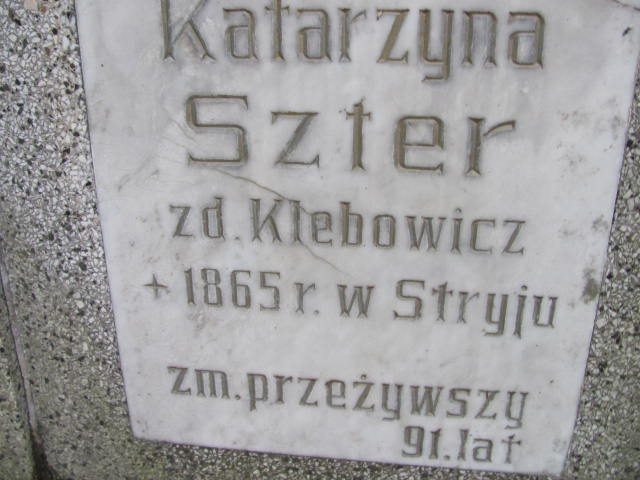 Katarzyna
Szter
zd. Klebowicz
+ 1865 r. w Stryju
zm. przeżywszy
91. lat